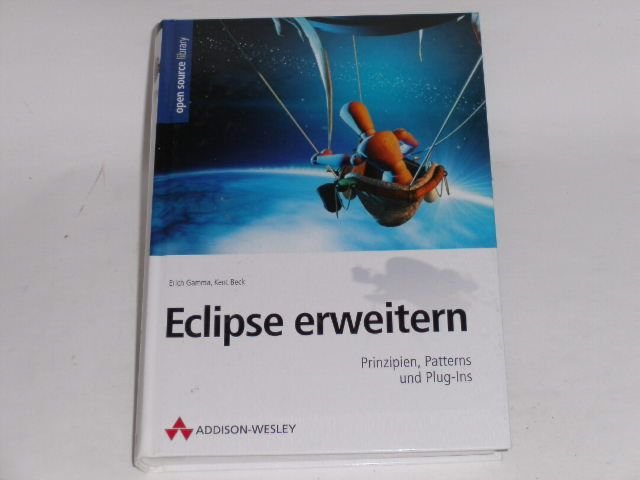 open source library
Erich Gamma, Kent Beck
Eclipse erweitern
Prinzipien, Patterns
und Plug-Ins
ADDISON-WESLEY